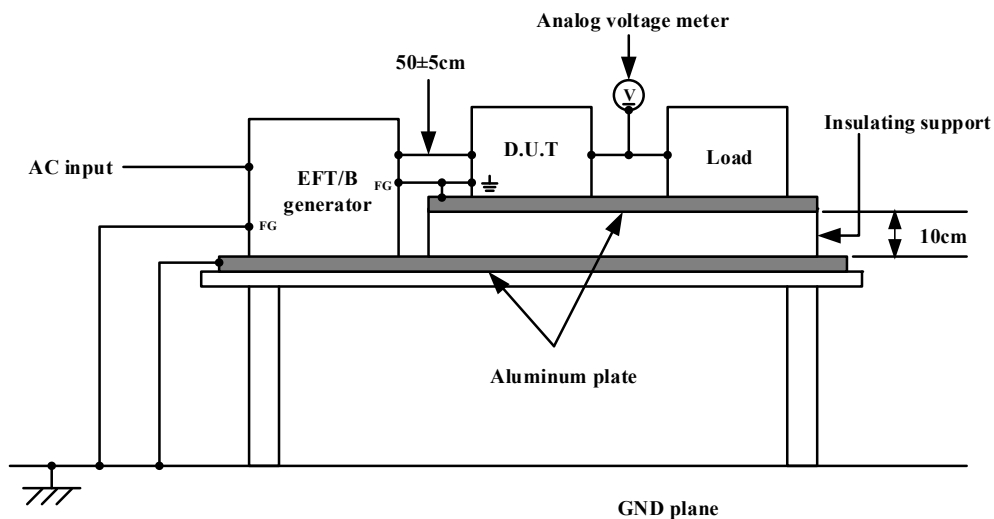 Analog voltage meter
50±5cm
V
Insulating support
D.U.T
Load
AC input
EFT/B
generator
FG
FG
10cm
Aluminum plate
GND plane